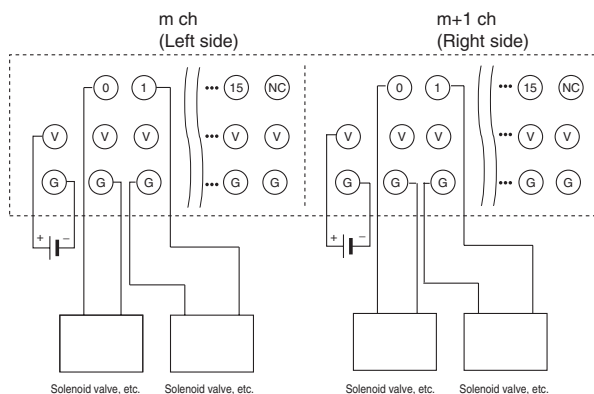 m ch m+1 ch
(Left side) (Right side)
0 1 ••• 15 NC 0 1 ••• 15 NC
V V V ••• V V V V V ••• V V
G G G ••• G G G G G ••• G G
+ − + −
Solenoid valve, etc. Solenoid valve, etc. Solenoid valve, etc. Solenoid valve, etc.